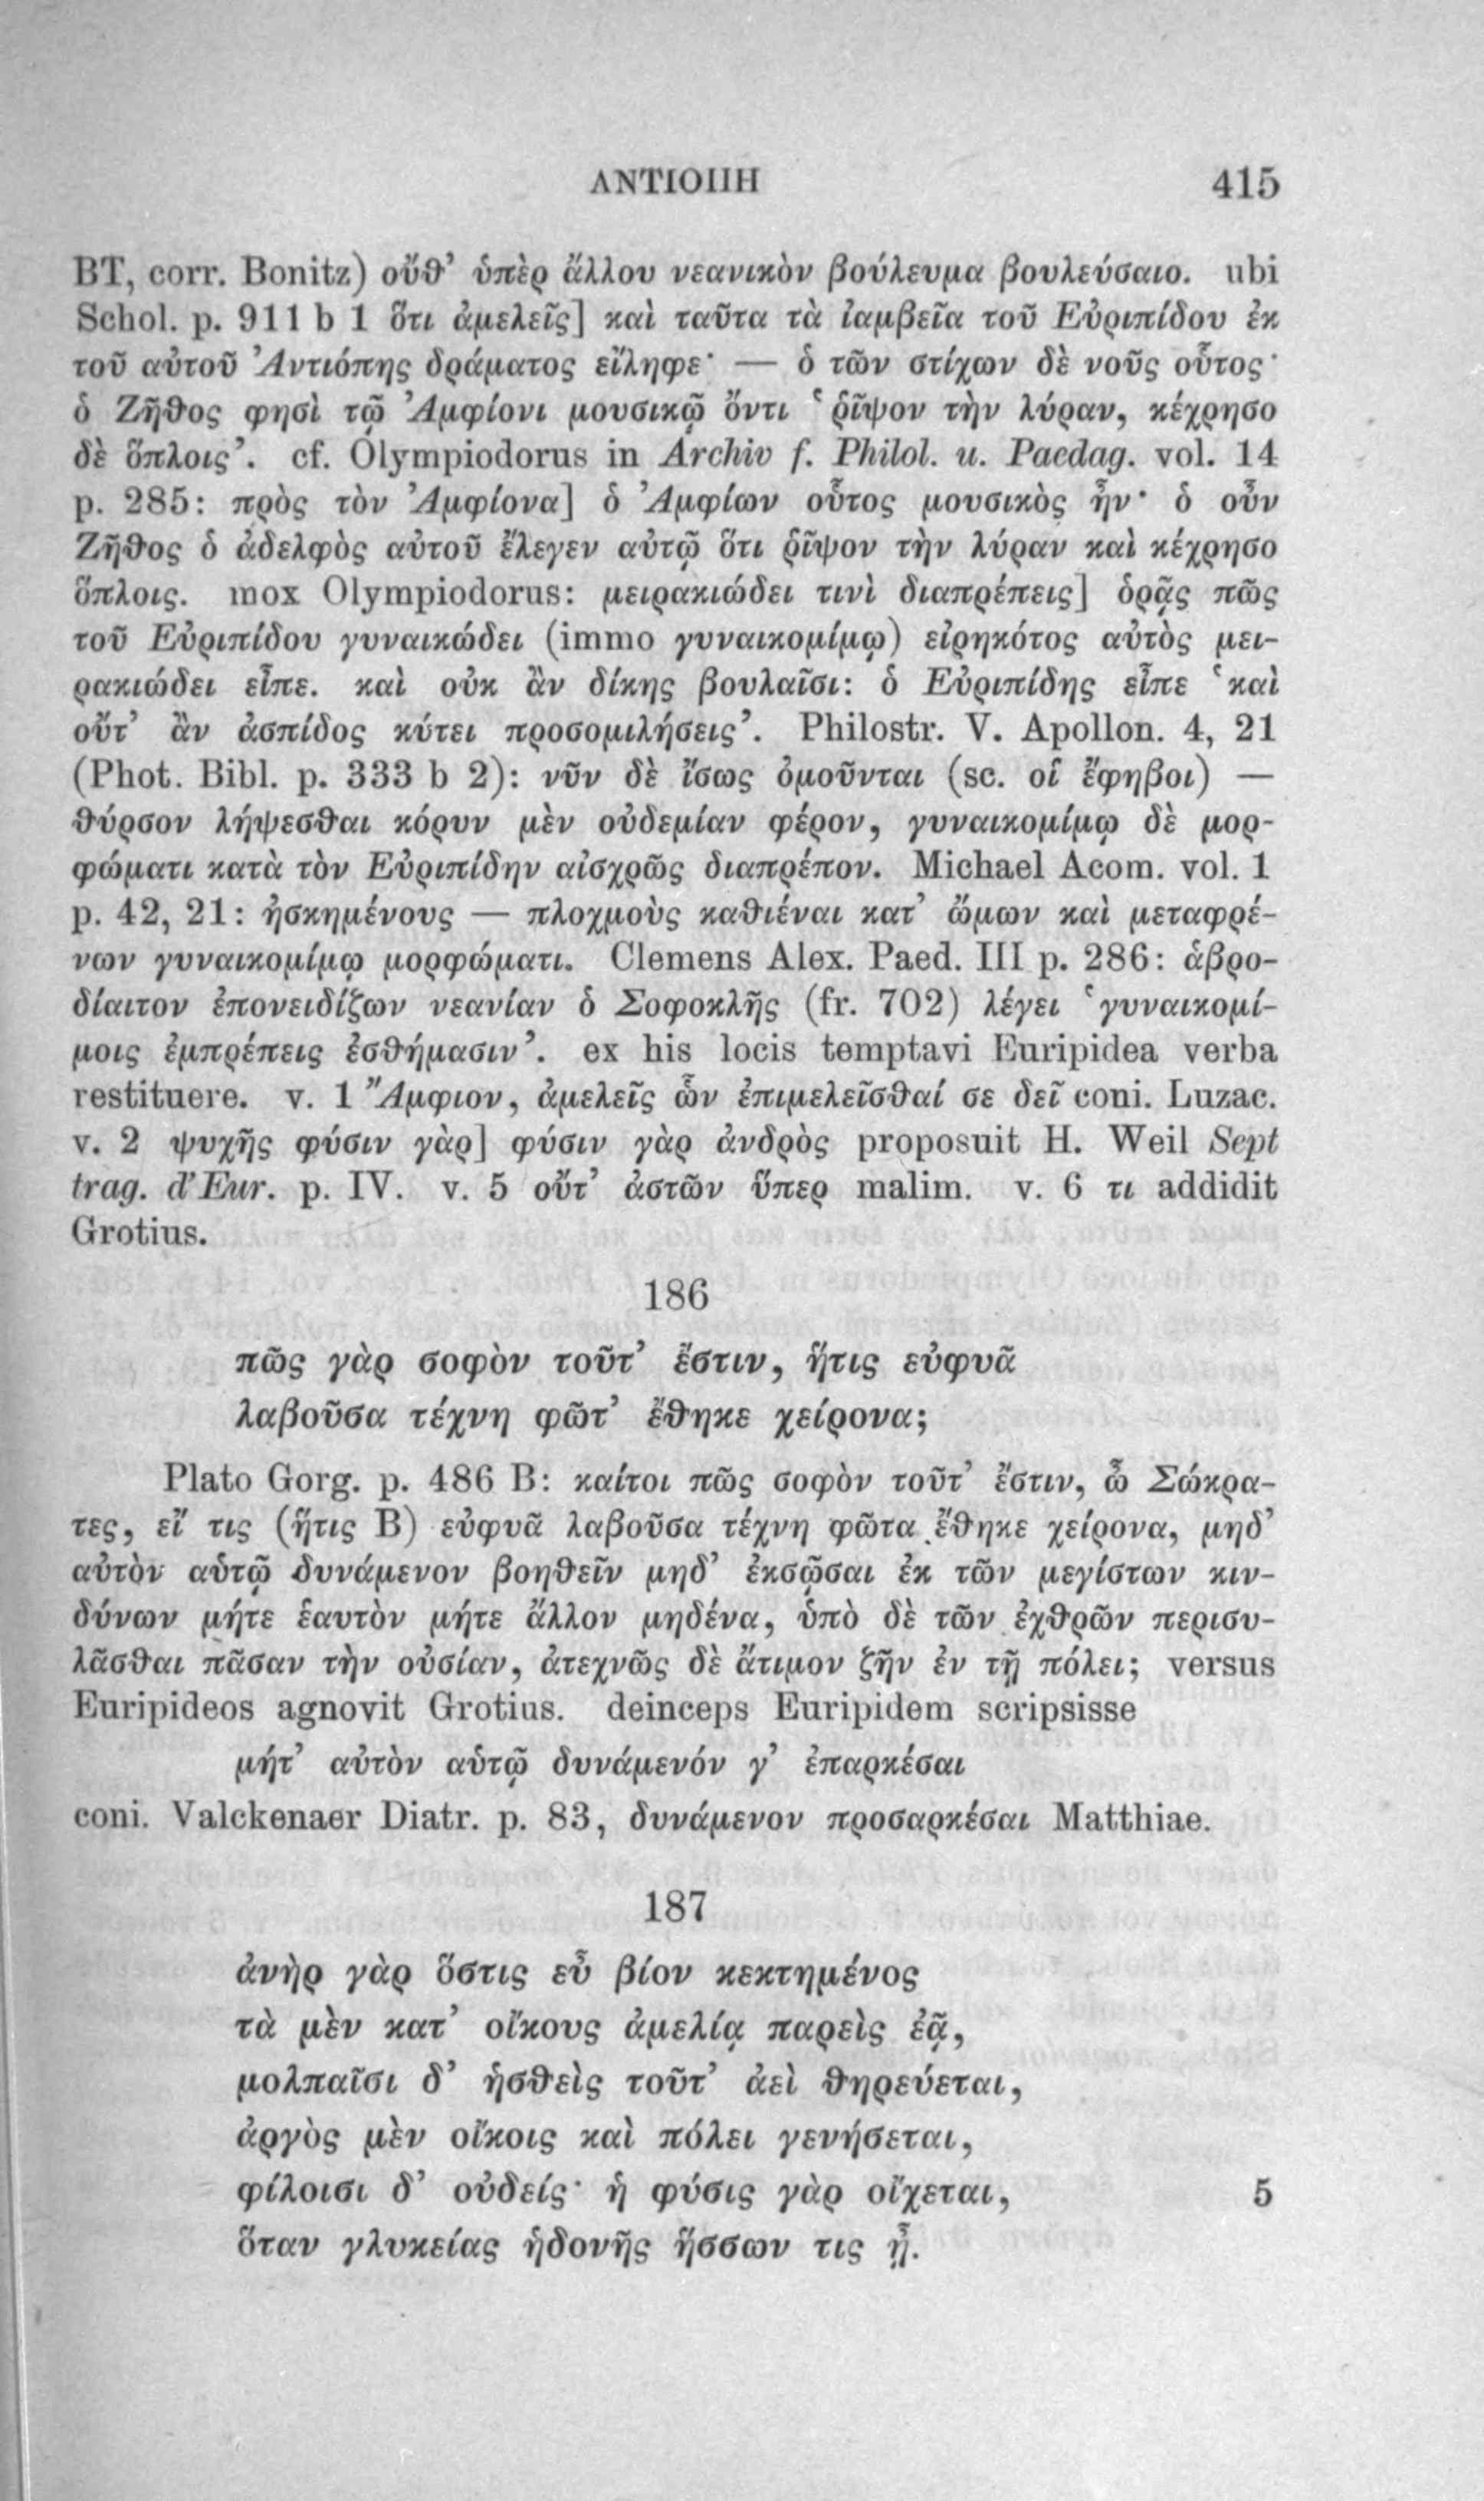 ΑΝΤΙΟΠΗ 415
BT, corr. Bonitz) οὔθ’ ὑπὲρ ἄλλου νεανικὸν βούλευμα βουλεύσαιο. ubi
Schol. p. 911 b 1 ὅτι ἀμελεῖς] καὶ ταῦτα τὰ ἰαμβεῖα τοῦ Εὐριπίδου ἐκ
τοῦ αὐτοῦ Ἀντιόπης δράματος εἴληφε· — ὁ τῶν στίχων δὲ νοῦς οὗτος·
ὁ Ζῆθος φησὶ τῷ Ἀμφίονι μουσικῷ ὄντι ‘ῥῖψον τὴν λύραν, κέχρησο
δὲ ὅπλοις’. cf. Olympiodorus in Archiv f. Philol. u. Paedag. vol. 14
p. 285: πρὸς τὸν Ἀμφίονα] ὁ Ἀμφίων οὗτος μουσικὸς ἦν· ὁ οὖν
Ζῆθος ὁ ἀδελφὸς αὐτοῦ ἔλεγεν αὐτῷ ὅτι ῥῖψον τὴν λύραν καὶ κέχρησο
ὅπλοις. mox Olympiodorus: μειρακιώδει τινὶ διαπρέπεις] ὁρᾷς πῶς
τοῦ Εὐριπίδου γυναικώδει (immo γυναικομίμῳ) εἰρηκότος αὐτὸς μει-
ρακιώδει εἶπε. καὶ οὐκ ἂν δίκης βουλαῖσι: ὁ Εὐριπίδης εἶπε ‘καὶ
οὔτ’ ἂν ἀσπίδος κύτει προσομιλήσεις’. Philostr. V. Apollon. 4, 21
(Phot. Bibl. p. 333 b 2): νῦν δὲ ἴσως ὀμοῦνται (sc. οἱ ἔφηβοι) —
θύρσον λήψεσθαι κόρυν μὲν οὐδεμίαν φέρον, γυναικομίμῳ δὲ μορ-
φώματι κατὰ τὸν Εὐριπίδην αἰσχρῶς διαπρέπον. Michael Acom. vol. 1
p. 42, 21: ἠσκημένους — πλοχμοὺς καθιέναι κατ’ ὤμων καὶ μεταφρέ-
νων γυναικομίμῳ μορφώματι. Clemens Alex. Paed. III p. 286: ἁβρο-
δίαιτον ἐπονειδίζων νεανίαν ὁ Σοφοκλῆς (fr. 702) λέγει ‘γυναικομί-
μοις ἐμπρέπεις ἐσθήμασιν’. ex his locis temptavi Euripidea verba
restituere. v. 1 Ἄμφιον, ἀμελεῖς ὧν ἐπιμελεῖσθαί σε δεῖ coni. Luzac.
v. 2 ψυχῆς φύσιν γὰρ] φύσιν γὰρ ἀνδρὸς proposuit H. Weil Sept
trag. d’Eur. p. IV. v. 5 οὔτ’ ἀστῶν ὕπερ malim. v. 6 τι addidit
Grotius.
186
πῶς γὰρ σοφὸν τοῦτ’ ἔστιν, ἥτις εὐφυᾶ
λαβοῦσα τέχνη φῶτ’ ἔθηκε χείρονα;
Plato Gorg. p. 486 B: καίτοι πῶς σοφὸν τοῦτ’ ἔστιν, ὦ Σώκρα-
τες, εἴ τις (ἥτις B) εὐφυᾶ λαβοῦσα τέχνη φῶτα ἔθηκε χείρονα, μηδ’
αὐτὸν αὑτῷ δυνάμενον βοηθεῖν μηδ’ ἐκσῷσαι ἐκ τῶν μεγίστων κιν-
δύνων μήτε ἑαυτὸν μήτε ἄλλον μηδένα, ὑπὸ δὲ τῶν ἐχθρῶν περισυ-
λᾶσθαι πᾶσαν τὴν οὐσίαν, ἀτεχνῶς δὲ ἄτιμον ζῆν ἐν τῇ πόλει; versus
Euripideos agnovit Grotius. deinceps Euripidem scripsisse
μήτ’ αὐτὸν αὑτῷ δυνάμενόν γ’ ἐπαρκέσαι
coni. Valckenaer Diatr. p. 83, δυνάμενον προσαρκέσαι Matthiae.
187
ἀνὴρ γὰρ ὅστις εὖ βίον κεκτημένος
τὰ μὲν κατ’ οἴκους ἀμελίᾳ παρεὶς ἐᾷ,
μολπαῖσι δ’ ἡσθεὶς τοῦτ’ ἀεὶ θηρεύεται,
ἀργὸς μὲν οἴκοις καὶ πόλει γενήσεται,
φίλοισι δ’ οὐδείς· ἡ φύσις γὰρ οἴχεται, 5
ὅταν γλυκείας ἡδονῆς ἥσσων τις ᾖ.